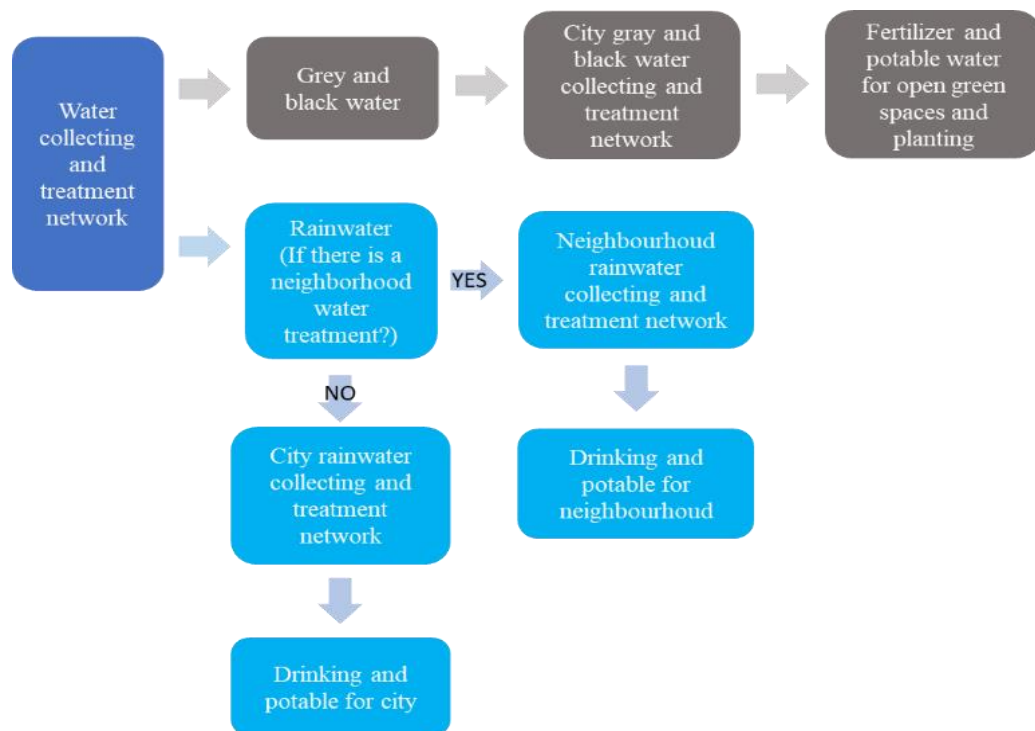 Water
collecting
and
treatment
network
Grey and
black water
City gray and
black water
collecting and
treatment
network
Fertilizer and
potable water
for open green
spaces and
planting
Rainwater
(If there is a
neighborhood
water
treatment?)
YES
Neighbourhoud
rainwater
collecting and
treatment network
NO
City rainwater
collecting and
treatment
network
Drinking and
potable for
neighbourhoud
Drinking and
potable for city